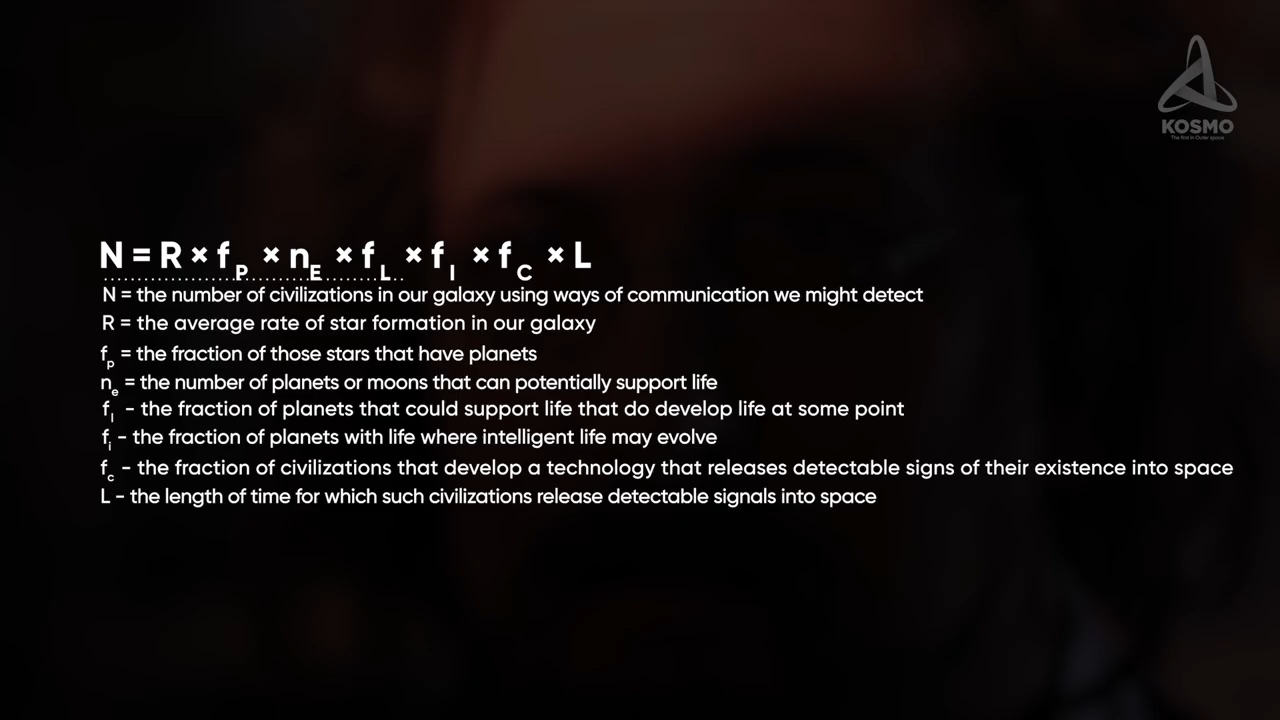 KOSMO
The first in Outer space
N = R × fP × nE × fL × fI × fC × L
N = the number of civilizations in our galaxy using ways of communication we might detect
R = the average rate of star formation in our galaxy
fp = the fraction of those stars that have planets
ne = the number of planets or moons that can potentially support life
fl - the fraction of planets that could support life that do develop life at some point
fi - the fraction of planets with life where intelligent life may evolve
fc - the fraction of civilizations that develop a technology that releases detectable signs of their existence into space
L - the length of time for which such civilizations release detectable signals into space